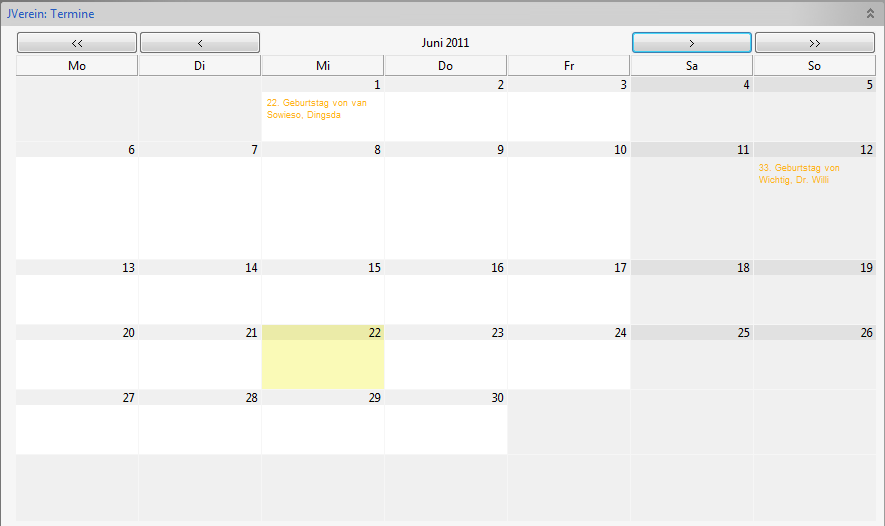 JVerein: Termine
<< < Juni 2011 > >>
Mo Di Mi Do Fr Sa So
1 2 3 4 5
22. Geburtstag von van
Sowieso, Dingsda
6 7 8 9 10 11 12
33. Geburtstag von
Wichtig, Dr. Willi
13 14 15 16 17 18 19
20 21 22 23 24 25 26
27 28 29 30